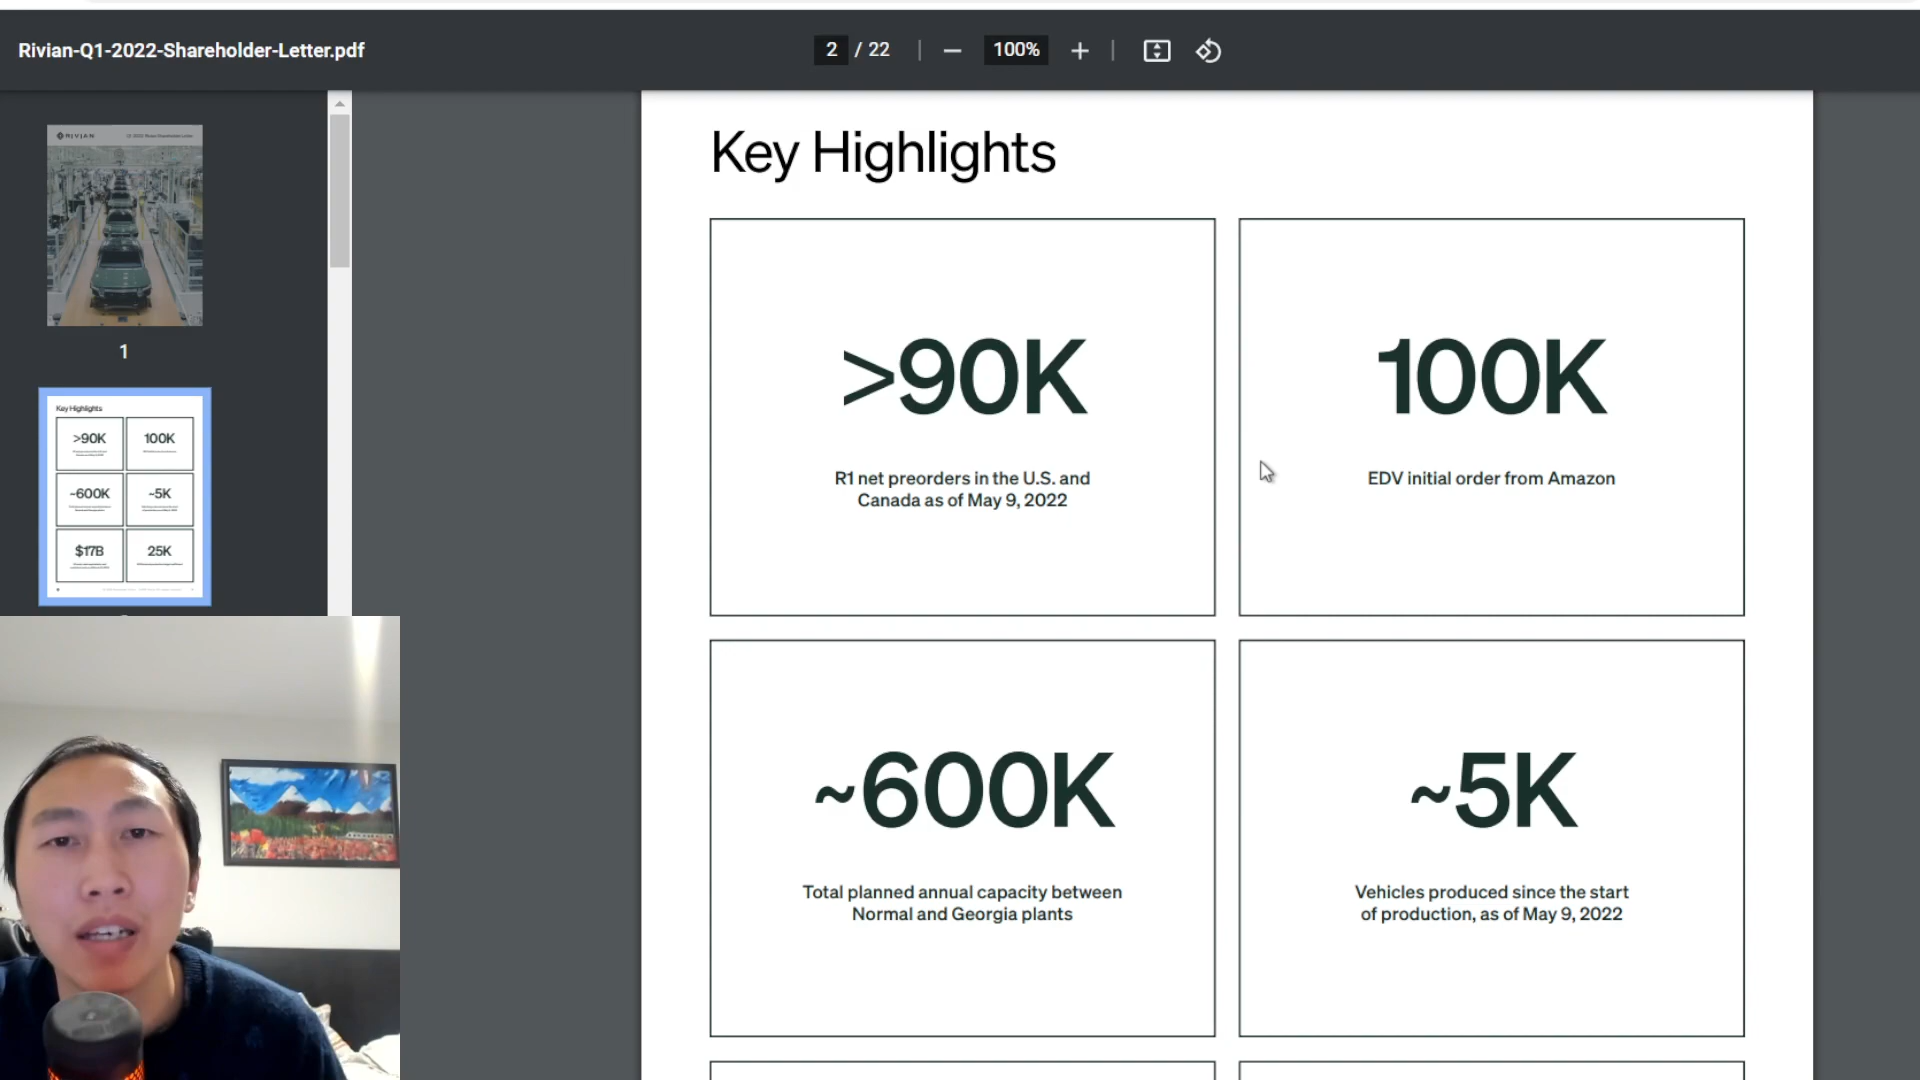 Rivian-Q1-2022-Shareholder-Letter.pdf
2 / 22
100%
RIVIAN
1
Key Highlights
>90K
100K
~600K
~5K
$17B
25K
Key Highlights
>90K
R1 net preorders in the U.S. and
Canada as of May 9, 2022
100K
EDV initial order from Amazon
~600K
Total planned annual capacity between
Normal and Georgia plants
~5K
Vehicles produced since the start
of production, as of May 9, 2022